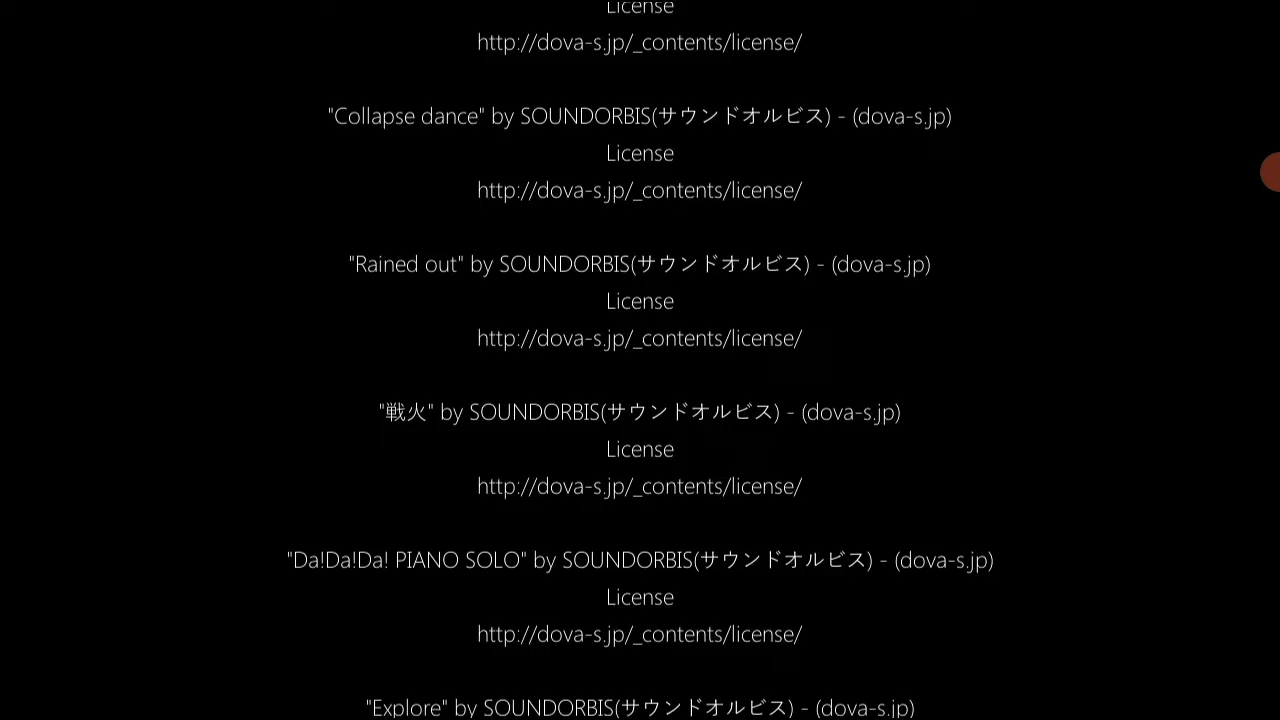 License
http://dova-s.jp/_contents/license/
"Collapse dance" by SOUNDORBIS(サウンドオルビス) - (dova-s.jp)
License
http://dova-s.jp/_contents/license/
"Rained out" by SOUNDORBIS(サウンドオルビス) - (dova-s.jp)
License
http://dova-s.jp/_contents/license/
"戦火" by SOUNDORBIS(サウンドオルビス) - (dova-s.jp)
License
http://dova-s.jp/_contents/license/
"Da!Da!Da! PIANO SOLO" by SOUNDORBIS(サウンドオルビス) - (dova-s.jp)
License
http://dova-s.jp/_contents/license/
"Explore" by SOUNDORBIS(サウンドオルビス) - (dova-s.jp)